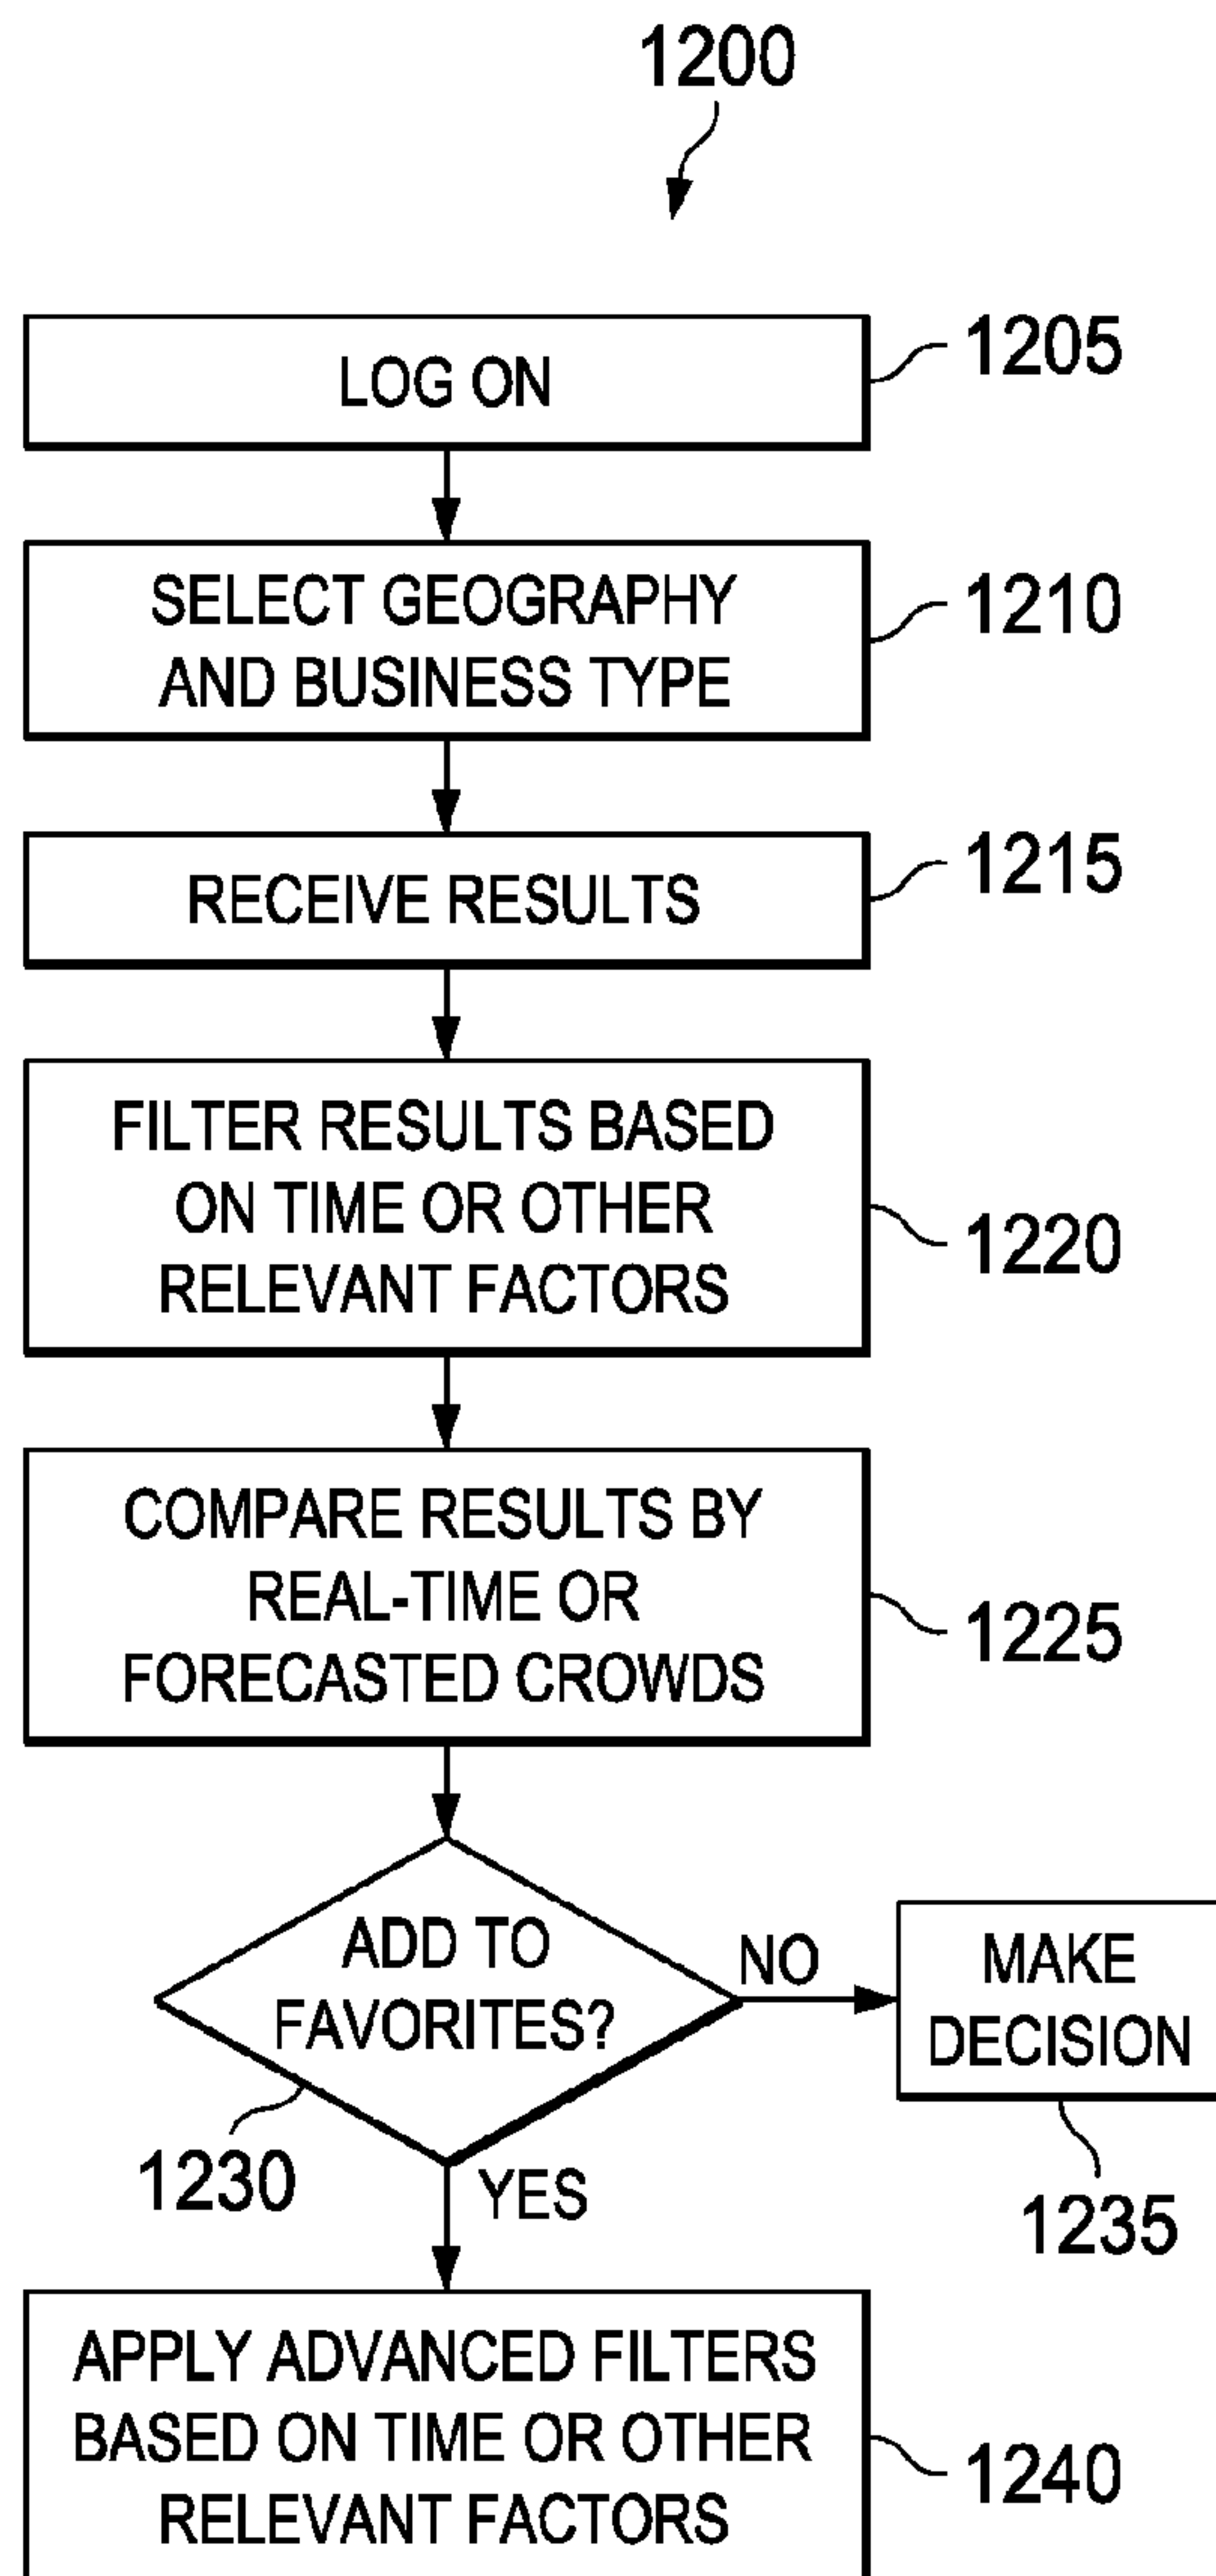 1200
LOG ON
1205
SELECT GEOGRAPHY
AND BUSINESS TYPE
1210
RECEIVE RESULTS
1215
FILTER RESULTS BASED
ON TIME OR OTHER
RELEVANT FACTORS
1220
COMPARE RESULTS BY
REAL-TIME OR
FORECASTED CROWDS
1225
ADD TO
FAVORITES?
NO
MAKE
DECISION
1230
YES
1235
APPLY ADVANCED FILTERS
BASED ON TIME OR OTHER
RELEVANT FACTORS
1240